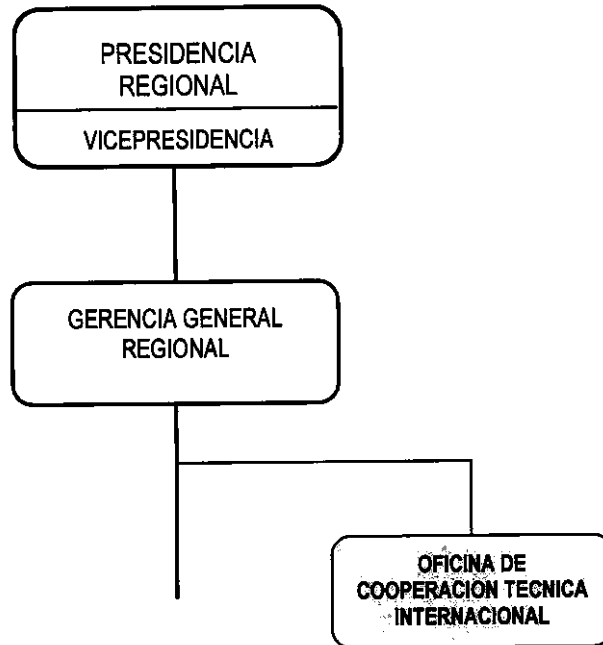 PRESIDENCIA
REGIONAL
VICEPRESIDENCIA
GERENCIA GENERAL
REGIONAL
OFICINA DE
COOPERACION TECNICA
INTERNACIONAL